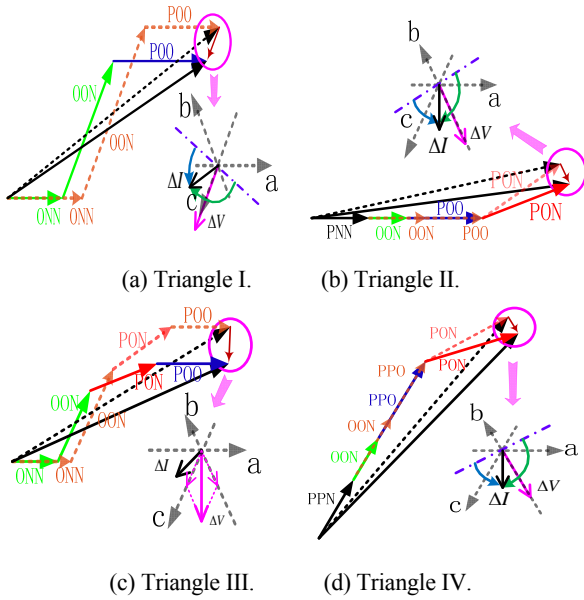 POO
POO
OON
OON
ONN
ONN
b
a
c
ΔI
ΔV
(a) Triangle I.
b
a
c
ΔI
ΔV
PON
PON
PNN
OON
OON
POO
POO
(b) Triangle II.
POO
PON
PON
POO
OON
OON
ONN
ONN
b
a
c
ΔI
ΔV
(c) Triangle III.
PON
PON
PPO
PPO
OON
OON
PPN
b
a
c
ΔI
ΔV
(d) Triangle IV.